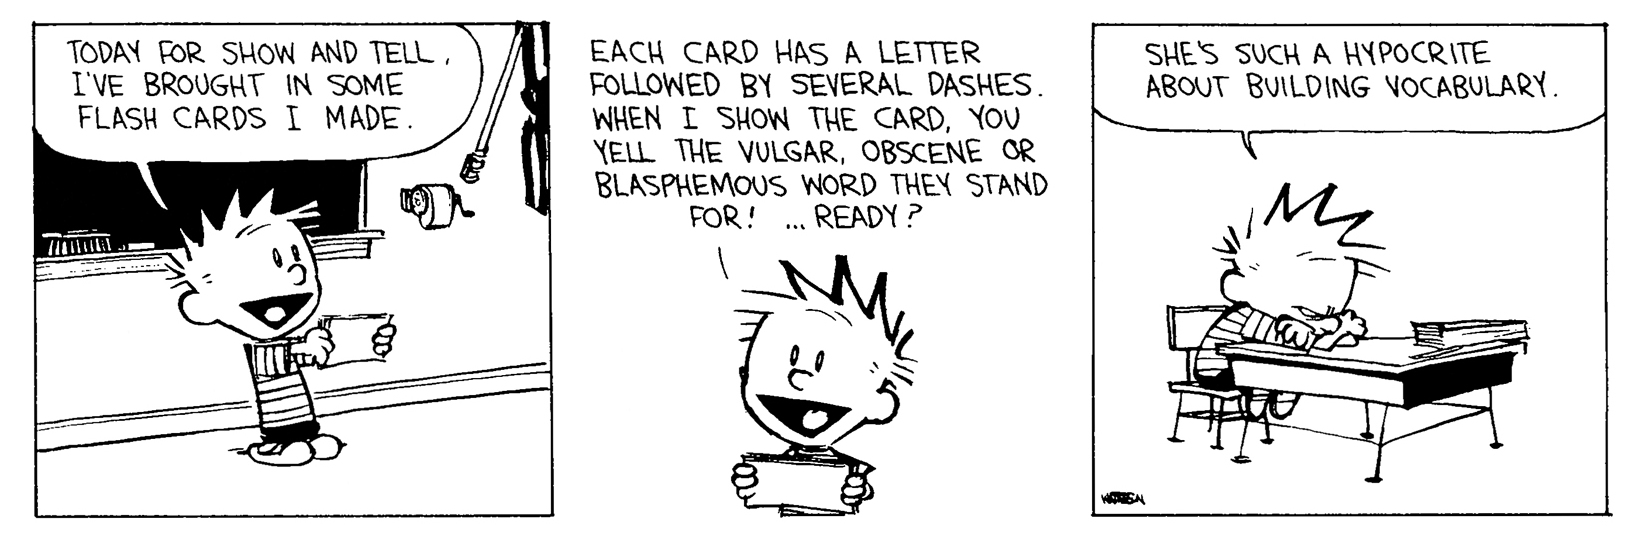 TODAY FOR SHOW AND TELL,
I'VE BROUGHT IN SOME
FLASH CARDS I MADE.
EACH CARD HAS A LETTER
FOLLOWED BY SEVERAL DASHES.
WHEN I SHOW THE CARD, YOU
YELL THE VULGAR, OBSCENE OR
BLASPHEMOUS WORD THEY STAND
FOR! ...READY?
SHE'S SUCH A HYPOCRITE
ABOUT BUILDING VOCABULARY.